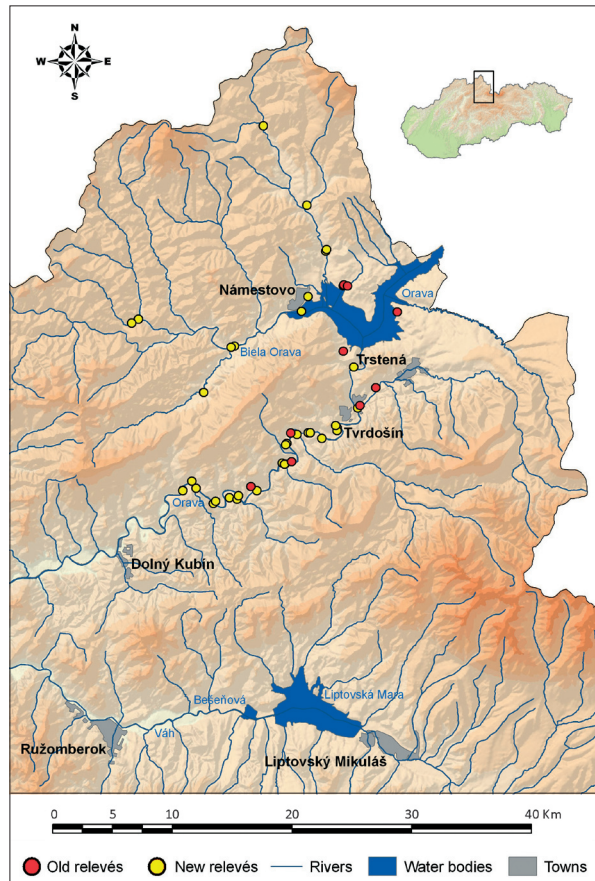 N
W E
S
Námestovo
Orava
Biela Orava
Trstená
Tvrdošín
Orava
Dolný Kubín
Liptovská Mara
Bešeňová
Váh
Ružomberok
Liptovský Mikuláš
0 5 10 20 30 40 Km
Old relevés New relevés Rivers Water bodies Towns